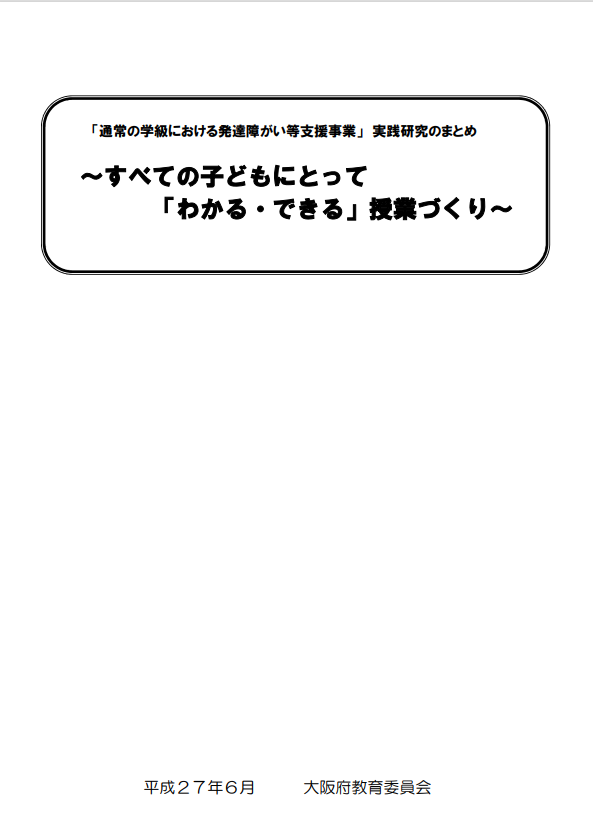 「通常の学級における発達障がい等支援事業」 実践研究のまとめ
～すべての子どもにとって
「わかる・できる」授業づくり～
平成２７年６月　　　大阪府教育委員会